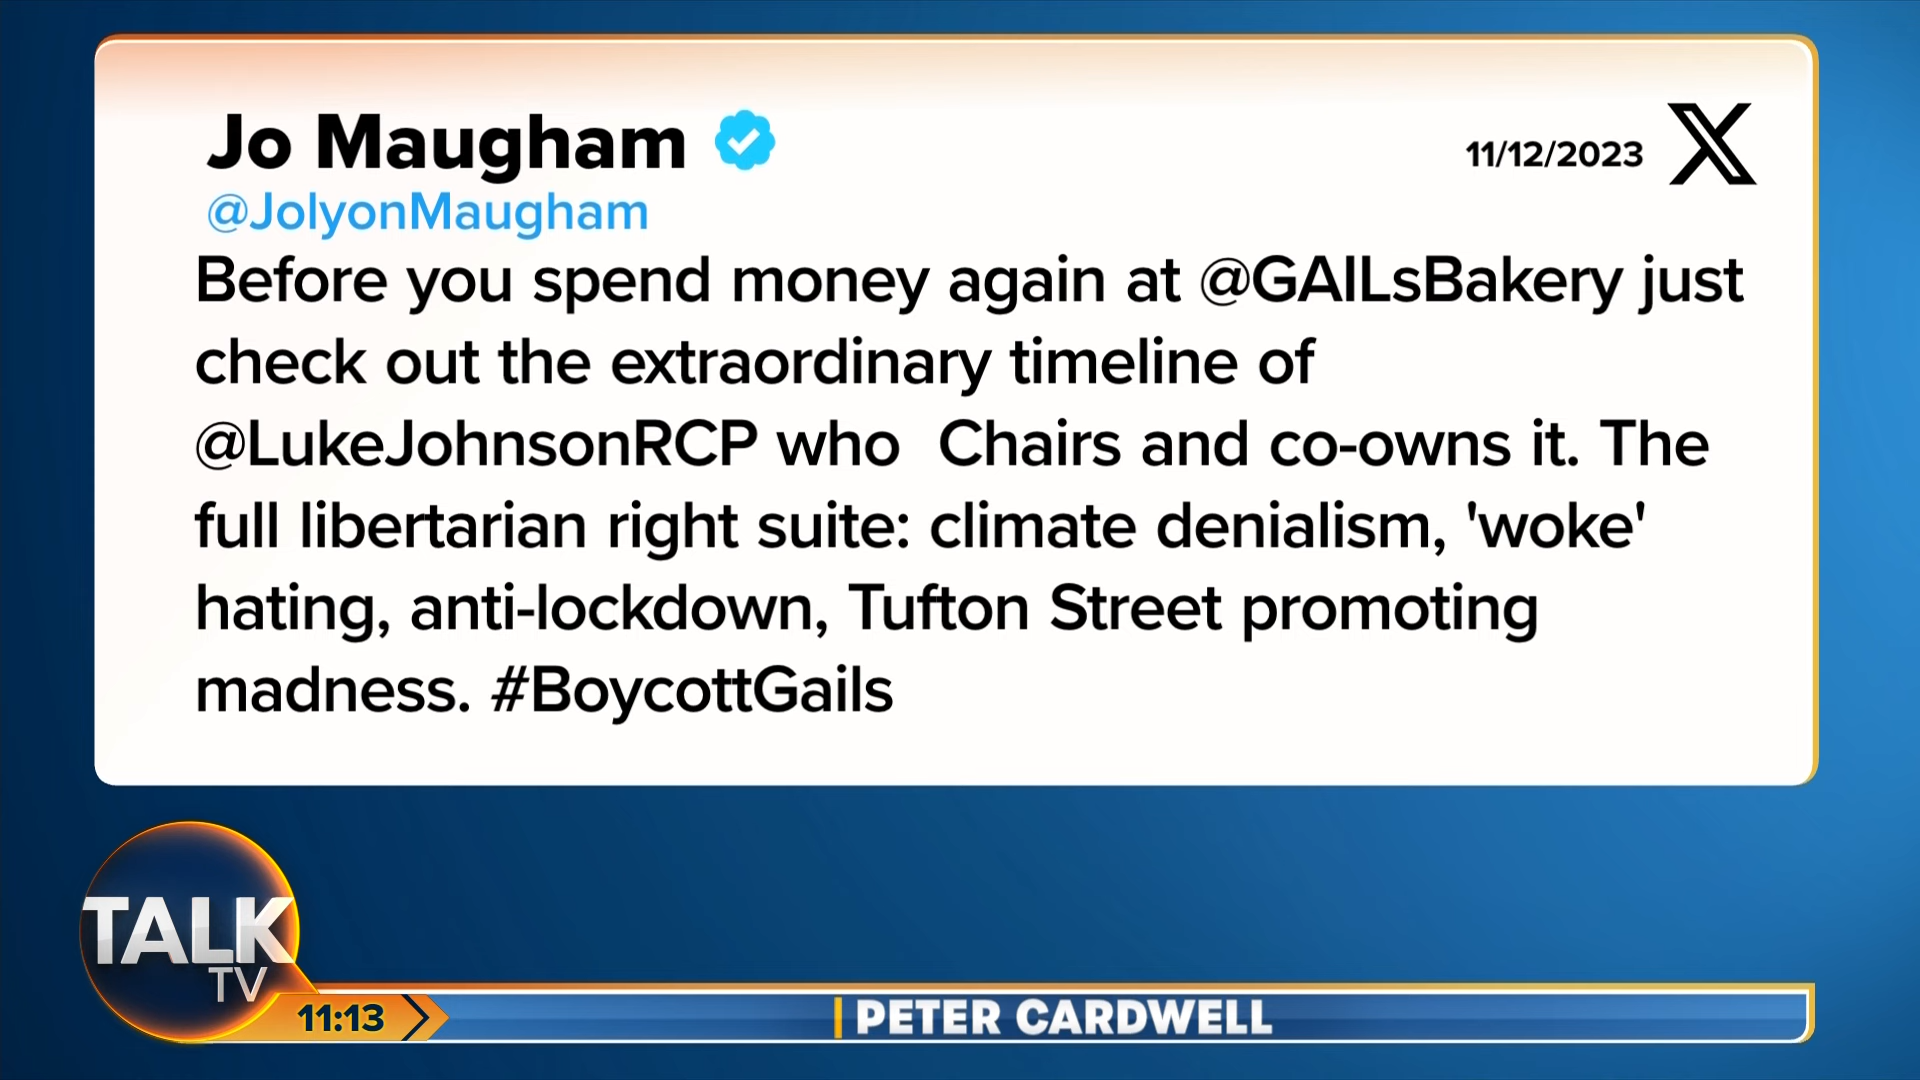 Jo Maugham
11/12/2023
@JolyonMaugham
Before you spend money again at @GAILsBakery just
check out the extraordinary timeline of
@LukeJohnsonRCP who  Chairs and co-owns it. The
full libertarian right suite: climate denialism, 'woke'
hating, anti-lockdown, Tufton Street promoting
madness. #BoycottGails
TALK
TV
11:13
PETER CARDWELL